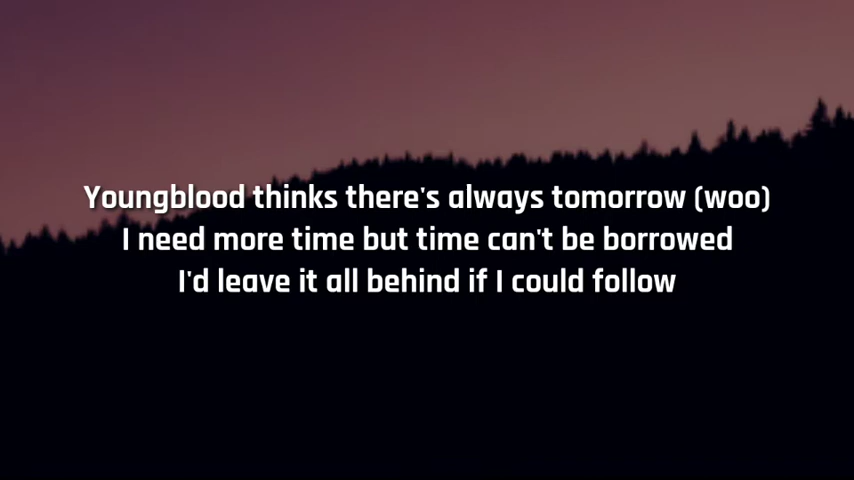 Youngblood thinks there's always tomorrow (woo)
I need more time but time can't be borrowed
I'd leave it all behind if I could follow